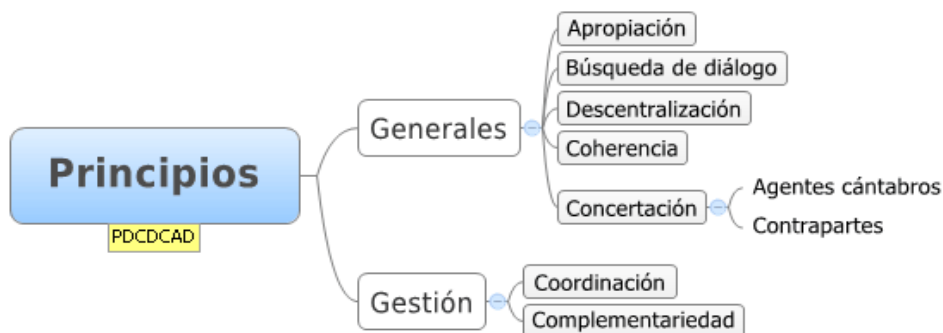 Principios
PDCDCAD
Generales
Apropiación
Búsqueda de diálogo
Descentralización
Coherencia
Concertación
Agentes cántabros
Contrapartes
Gestión
Coordinación
Complementariedad